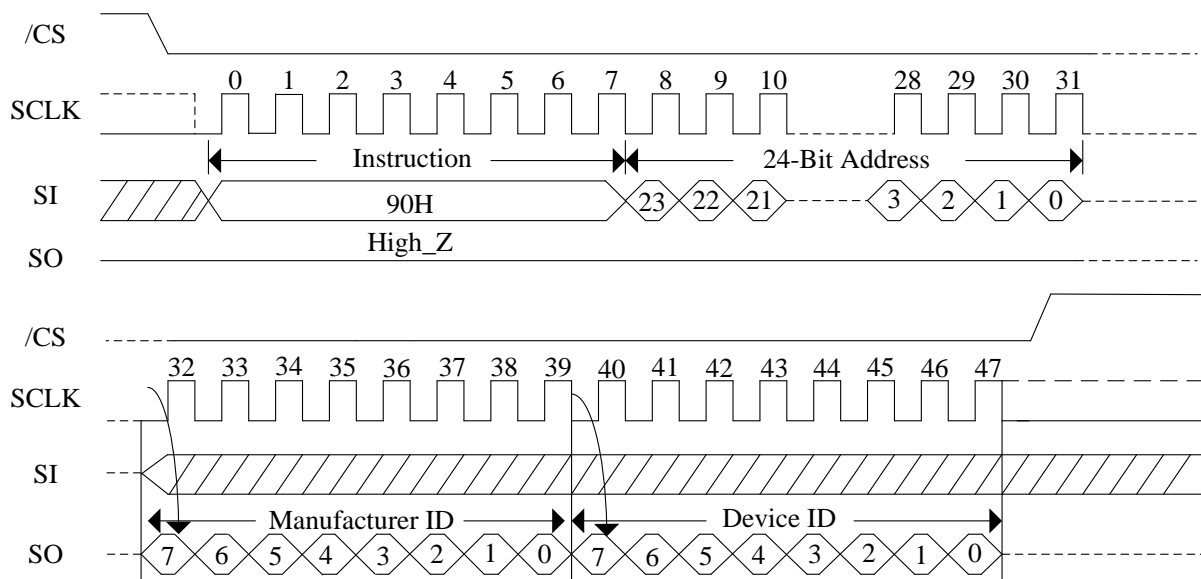 /CS
0 1 2 3 4 5 6 7 8 9 10 28 29 30 31
SCLK
Instruction 24-Bit Address
SI
90H 23 22 21 3 2 1 0
High_Z
SO
/CS
32 33 34 35 36 37 38 39 40 41 42 43 44 45 46 47
SCLK
SI
Manufacturer ID Device ID
SO 7 6 5 4 3 2 1 0 7 6 5 4 3 2 1 0